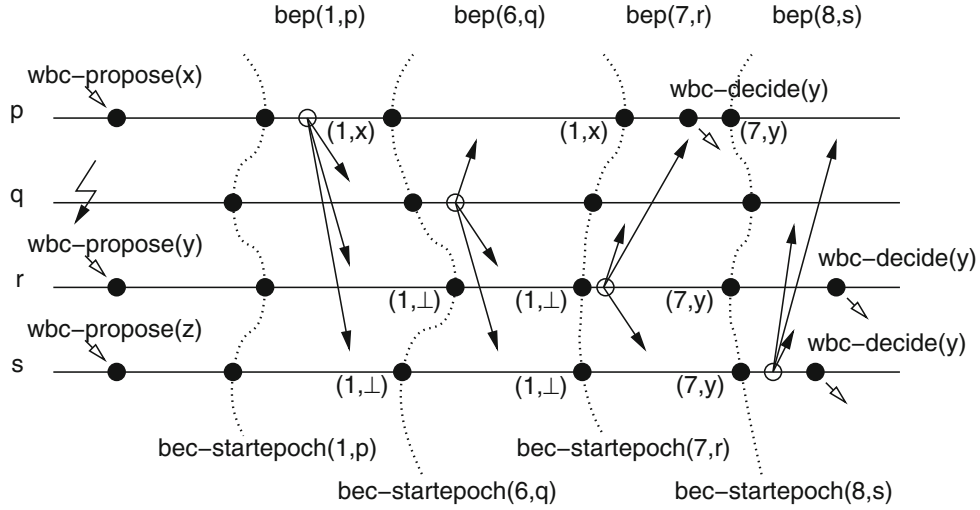 bep(1,p) bep(6,q) bep(7,r) bep(8,s)
wbc−propose(x) wbc−decide(y)
p (1,x) (1,x) (7,y)
q
wbc−propose(y) wbc−decide(y)
r (1,⊥) (1,⊥) (7,y)
wbc−propose(z) wbc−decide(y)
s (1,⊥) (1,⊥) (7,y)
bec−startepoch(1,p) bec−startepoch(7,r)
bec−startepoch(6,q) bec−startepoch(8,s)